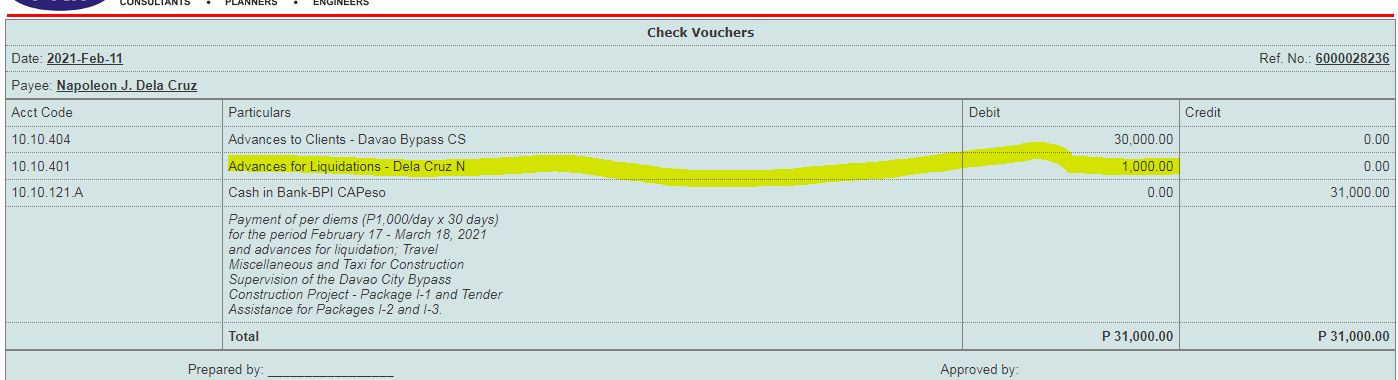 CONSULTANTS • PLANNERS • ENGINEERS
Check Vouchers
Date: 2021-Feb-11 Ref. No.: 6000028236
Payee: Napoleon J. Dela Cruz
Acct Code Particulars Debit Credit
10.10.404 Advances to Clients - Davao Bypass CS 30,000.00 0.00
10.10.401 Advances for Liquidations - Dela Cruz N 1,000.00 0.00
10.10.121.A Cash in Bank-BPI CAPeso 0.00 31,000.00
Payment of per diems (P1,000/day x 30 days)
for the period February 17 - March 18, 2021
and advances for liquidation; Travel
Miscellaneous and Taxi for Construction
Supervision of the Davao City Bypass
Construction Project - Package I-1 and Tender
Assistance for Packages I-2 and I-3.
Total P 31,000.00 P 31,000.00
Prepared by: _________________ Approved by: